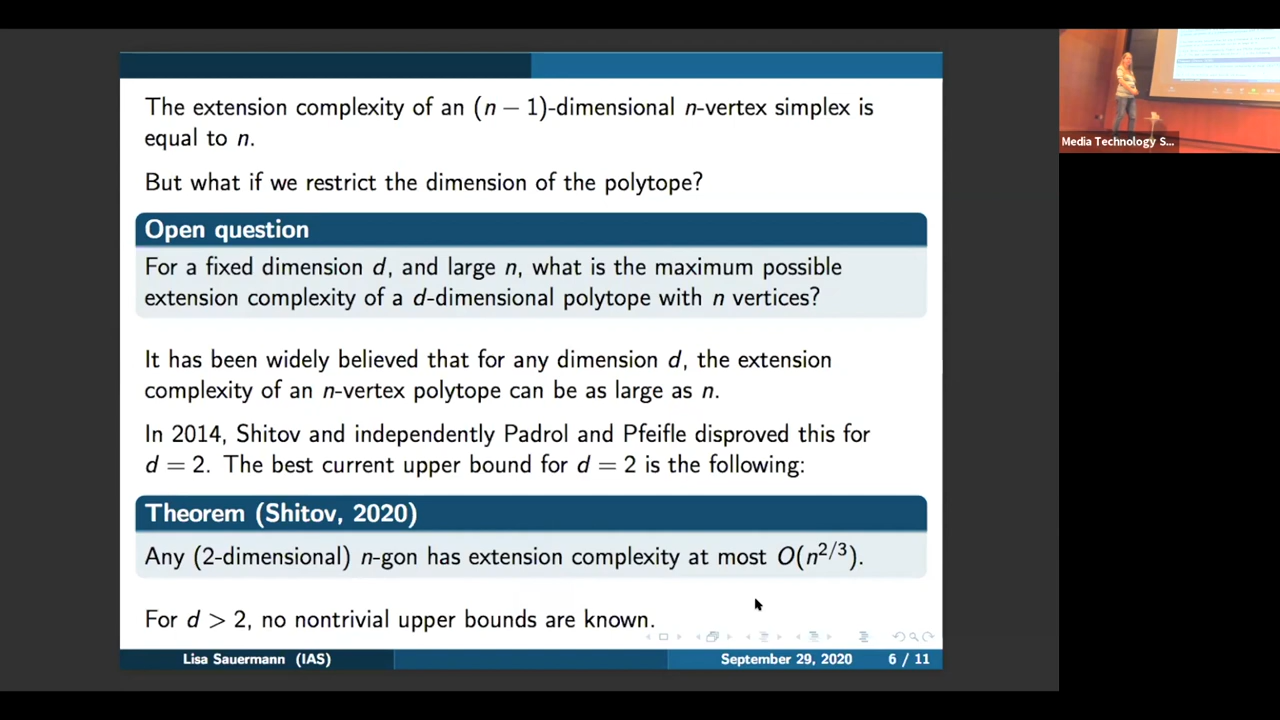 The extension complexity of an (n − 1)-dimensional n-vertex simplex is
equal to n.
But what if we restrict the dimension of the polytope?
Open question
For a fixed dimension d, and large n, what is the maximum possible
extension complexity of a d-dimensional polytope with n vertices?
It has been widely believed that for any dimension d, the extension
complexity of an n-vertex polytope can be as large as n.
In 2014, Shitov and independently Padrol and Pfeifle disproved this for
d = 2. The best current upper bound for d = 2 is the following:
Theorem (Shitov, 2020)
Any (2-dimensional) n-gon has extension complexity at most O(n^{2/3}).
For d > 2, no nontrivial upper bounds are known.
Lisa Sauermann (IAS)
September 29, 2020 6 / 11
Media Technology S...